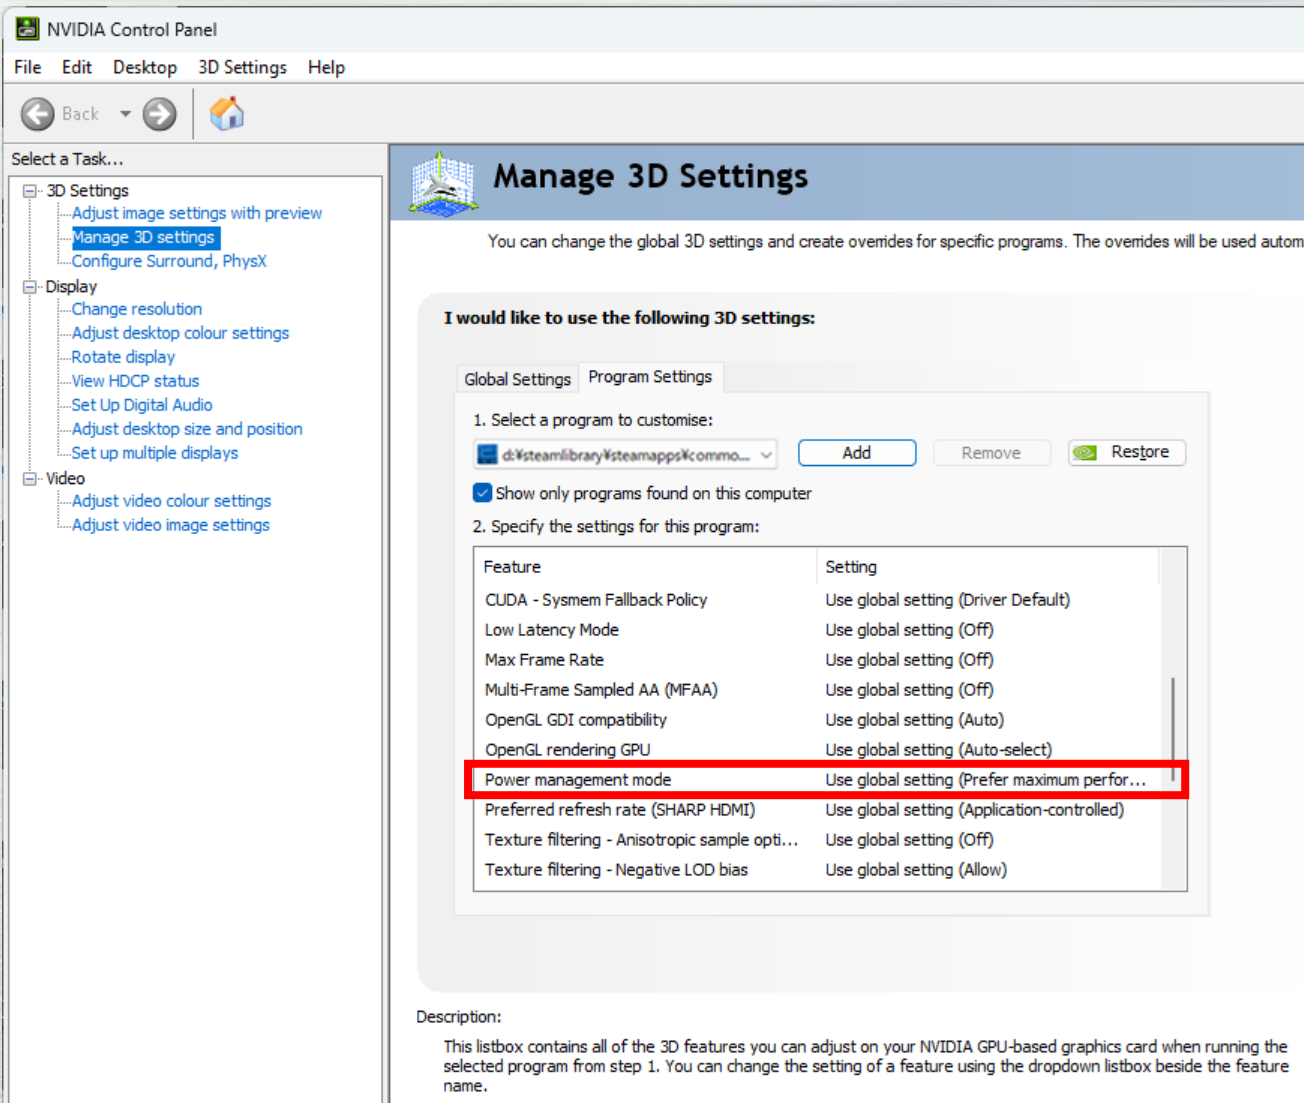 NVIDIA Control Panel
File Edit Desktop 3D Settings Help
Back
Select a Task...
3D Settings
Adjust image settings with preview
Manage 3D settings
Configure Surround, PhysX
Display
Change resolution
Adjust desktop colour settings
Rotate display
View HDCP status
Set Up Digital Audio
Adjust desktop size and position
Set up multiple displays
Video
Adjust video colour settings
Adjust video image settings
Manage 3D Settings
You can change the global 3D settings and create overrides for specific programs. The overrides will be used autom
I would like to use the following 3D settings:
Global Settings Program Settings
1. Select a program to customise:
d:¥steamlibrary¥steamapps¥commo... Add Remove Restore
Show only programs found on this computer
2. Specify the settings for this program:
Feature Setting
CUDA - Sysmem Fallback Policy Use global setting (Driver Default)
Low Latency Mode Use global setting (Off)
Max Frame Rate Use global setting (Off)
Multi-Frame Sampled AA (MFAA) Use global setting (Off)
OpenGL GDI compatibility Use global setting (Auto)
OpenGL rendering GPU Use global setting (Auto-select)
Power management mode Use global setting (Prefer maximum perfor...
Preferred refresh rate (SHARP HDMI) Use global setting (Application-controlled)
Texture filtering - Anisotropic sample opti... Use global setting (Off)
Texture filtering - Negative LOD bias Use global setting (Allow)
Description:
This listbox contains all of the 3D features you can adjust on your NVIDIA GPU-based graphics card when running the
selected program from step 1. You can change the setting of a feature using the dropdown listbox beside the feature
name.